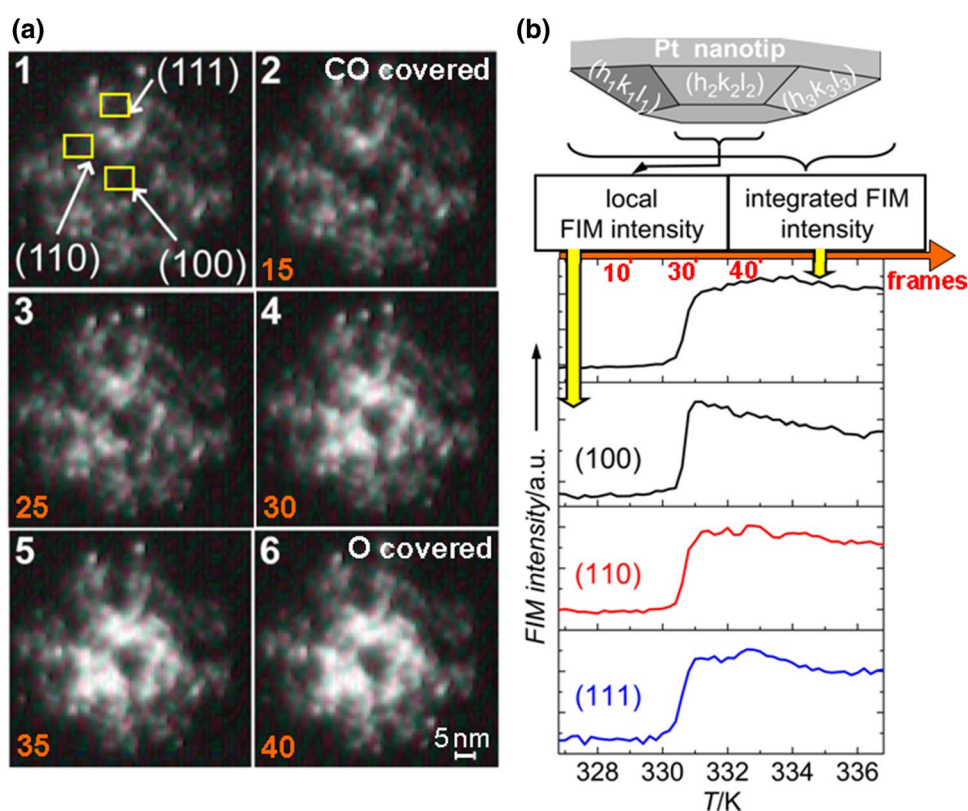 (a)
1
(111)
(110)
(100)
2
CO covered
15
3
25
4
30
5
35
6
O covered
40
5 nm
(b)
Pt nanotip
(h₁k₁l₁)
(h₂k₂l₂)
(h₃k₃l₃)
local
FIM intensity
integrated FIM
intensity
10'
30'
40'
frames
FIM intensity/a.u.
(100)
(110)
(111)
328 330 332 334 336
T/K